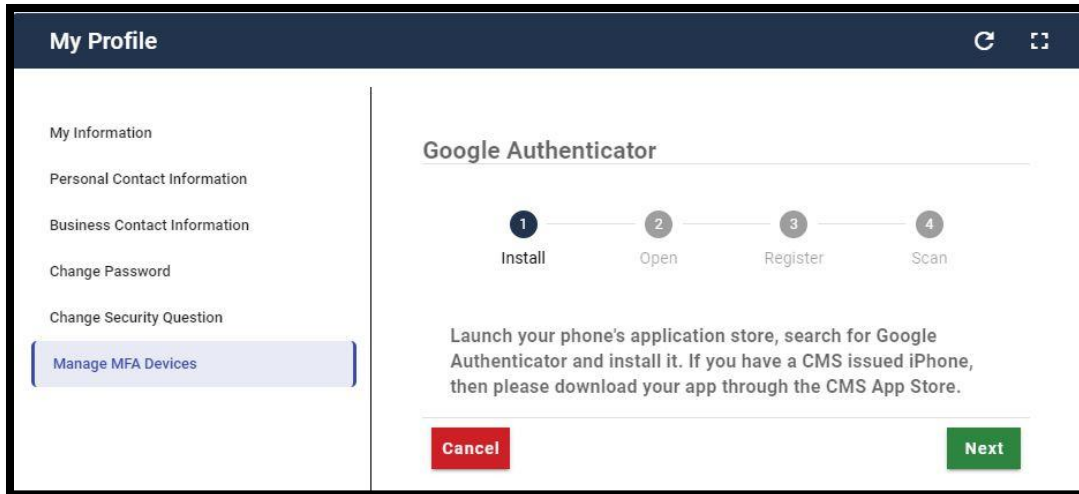 My Profile
My Information
Personal Contact Information
Business Contact Information
Change Password
Change Security Question
Manage MFA Devices
Google Authenticator
1 2 3 4
Install Open Register Scan
Launch your phone's application store, search for Google
Authenticator and install it. If you have a CMS issued iPhone,
then please download your app through the CMS App Store.
Cancel Next